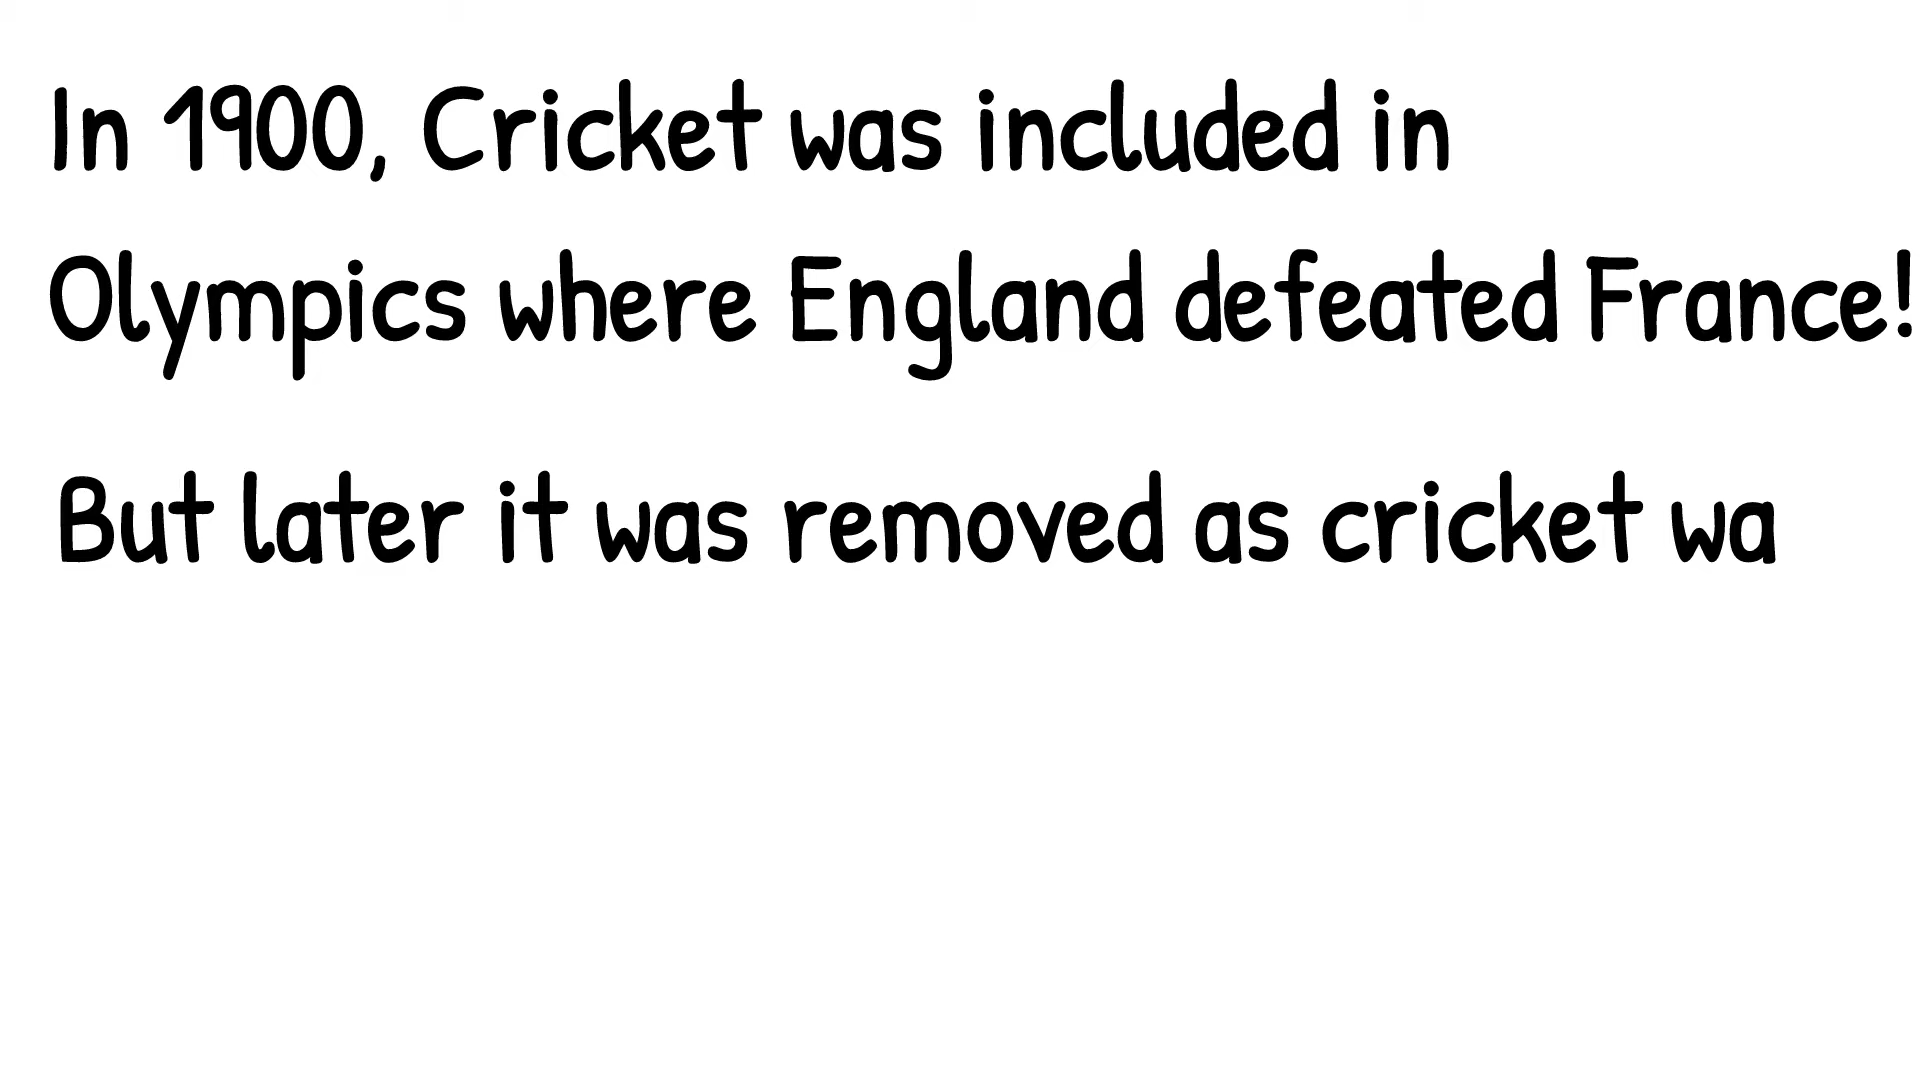 In 1900, Cricket was included in
Olympics where England defeated France!
But later it was removed as cricket wa